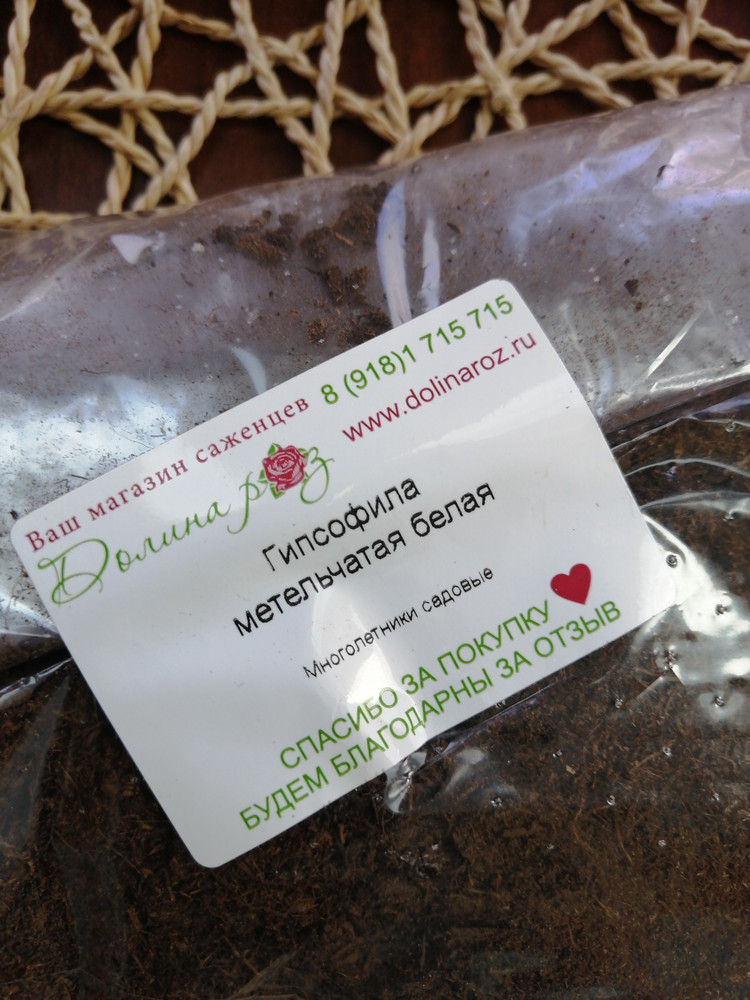 Ваш магазин саженцев 8 (918)1 715 715
Долина роз www.dolinaroz.ru
Гипсофила
метельчатая белая
Многолетники садовые
СПАСИБО ЗА ПОКУПКУ
БУДЕМ БЛАГОДАРНЫ ЗА ОТЗЫВ